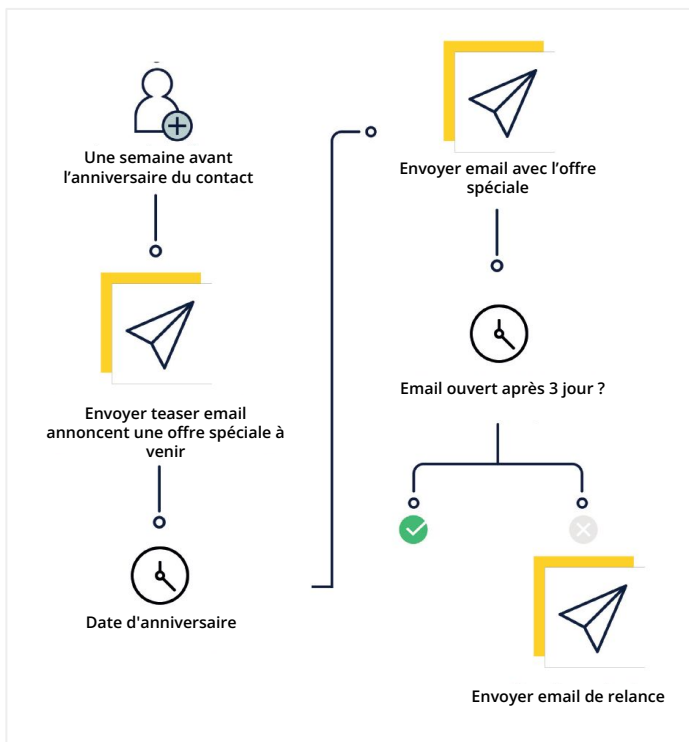 Une semaine avant
l’anniversaire du contact
Envoyer teaser email
annoncent une offre spéciale à
venir
Date d'anniversaire
Envoyer email avec l’offre
spéciale
Email ouvert après 3 jour ?
Envoyer email de relance